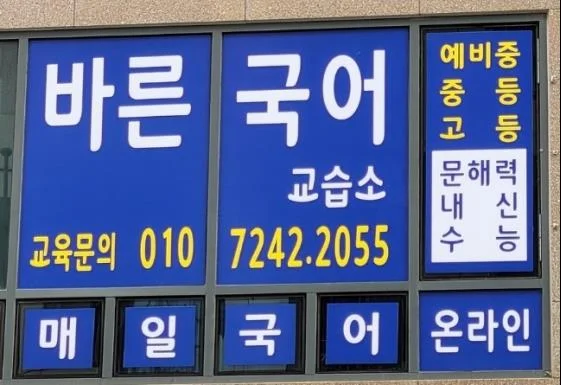 바른 국어
교습소
교육문의 010 7242.2055
예비중
중등
고등
문해력
내신
수능
매일국어
온라인